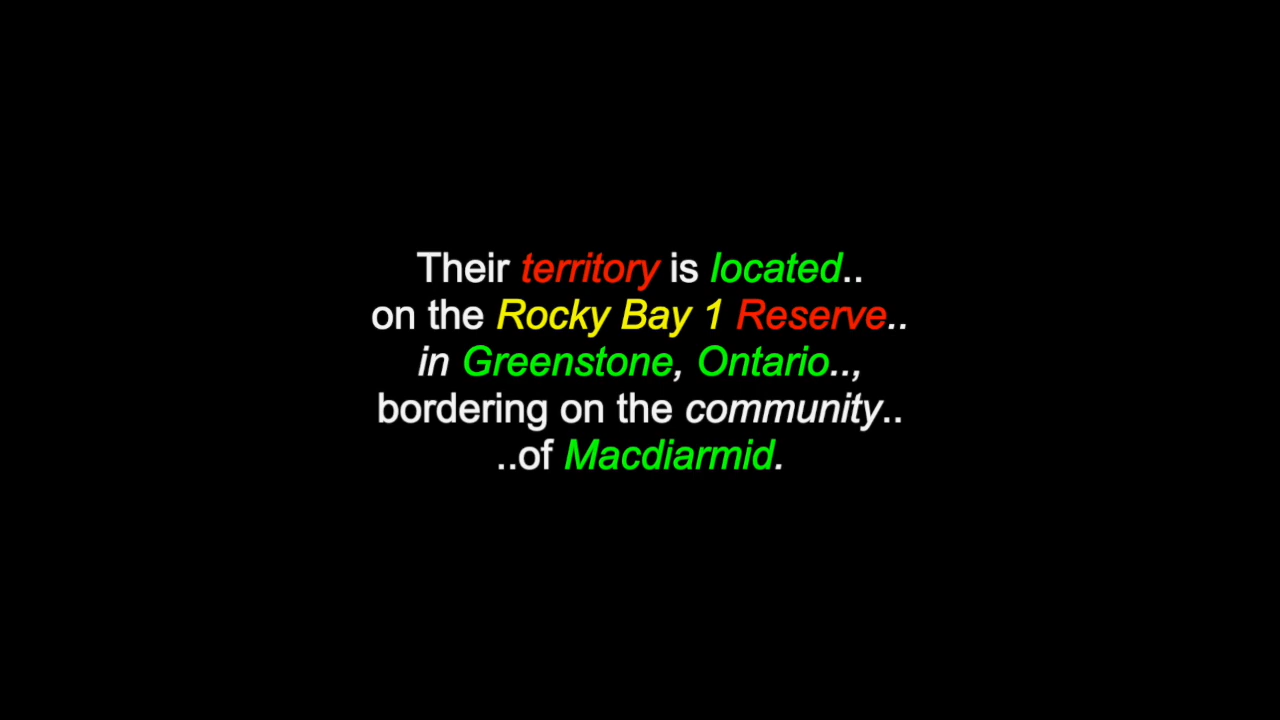 Their territory is located..
on the Rocky Bay 1 Reserve..
in Greenstone, Ontario..,
bordering on the community..
..of Macdiarmid.